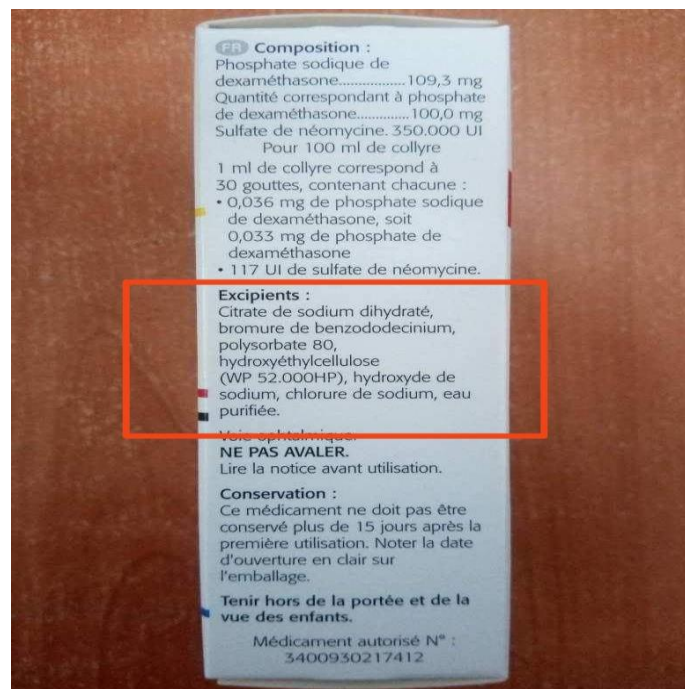 FR Composition :
Phosphate sodique de
dexaméthasone.................109,3 mg
Quantité correspondant à phosphate
de dexaméthasone.............100,0 mg
Sulfate de néomycine. 350.000 UI
Pour 100 ml de collyre
1 ml de collyre correspond à
30 gouttes, contenant chacune :
• 0,036 mg de phosphate sodique
de dexaméthasone, soit
0,033 mg de phosphate de
dexaméthasone
• 117 UI de sulfate de néomycine.
Excipients :
Citrate de sodium dihydraté,
bromure de benzododecinium,
polysorbate 80,
hydroxyéthylcellulose
(WP 52.000HP), hydroxyde de
sodium, chlorure de sodium, eau
purifiée.
Voie ophtalmique.
NE PAS AVALER.
Lire la notice avant utilisation.
Conservation :
Ce médicament ne doit pas être
conservé plus de 15 jours après la
première utilisation. Noter la date
d'ouverture en clair sur
l'emballage.
Tenir hors de la portée et de la
vue des enfants.
Médicament autorisé N° :
3400930217412